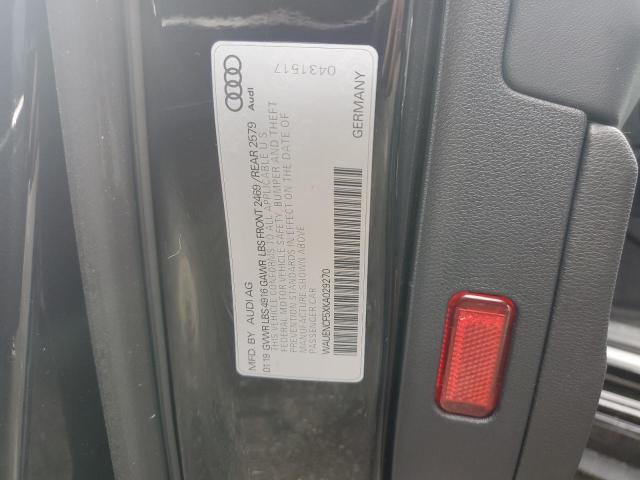 Audi
0431517
MFD. BY AUDI AG
01 19 GVWR LBS 4916 GAWR LBS FRONT 2469 / REAR 2579
THIS VEHICLE CONFORMS TO ALL APPLICABLE U S
FEDERAL MOTOR VEHICLE SAFETY, BUMPER AND THEFT
PREVENTION STANDARDS IN EFFECT ON THE DATE OF
MANUFACTURE SHOWN ABOVE
PASSENGER CAR
GERMANY
WAUENCF5XKA029270